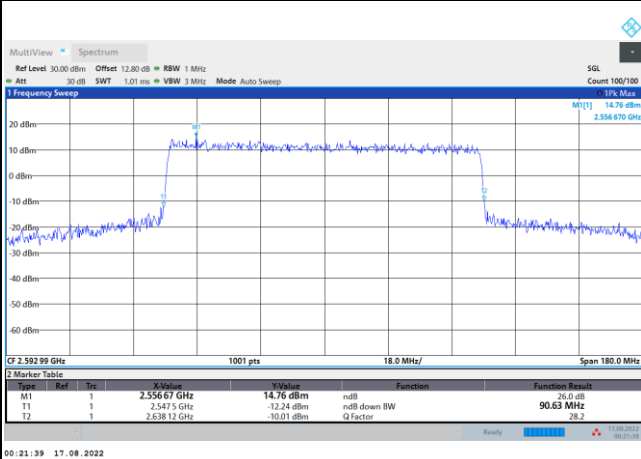 MultiView Spectrum
Ref Level 30.00 dBm Offset 12.80 dB RBW 1 MHz SGL
Att 30 dB SWT 1.01 ms VBW 3 MHz Mode Auto Sweep Count 100/100
1 Frequency Sweep 1Pk Max
M1[1] 14.76 dBm
2.556 670 GHz
20 dBm
M1
10 dBm
0 dBm
-10 dBm
T1
T2
-20 dBm
-30 dBm
-40 dBm
-50 dBm
-60 dBm
CF 2.592 99 GHz 1001 pts 18.0 MHz/ Span 180.0 MHz
2 Marker Table
Type Ref Trc X-Value Y-Value Function Function Result
M1 1 2.556 67 GHz 14.76 dBm ndB 26.0 dB
T1 1 2.547 5 GHz -12.24 dBm ndB down BW 90.63 MHz
T2 1 2.638 12 GHz -10.01 dBm Q Factor 28.2
Ready 17.08.2022
00:21:38
00:21:39 17.08.2022